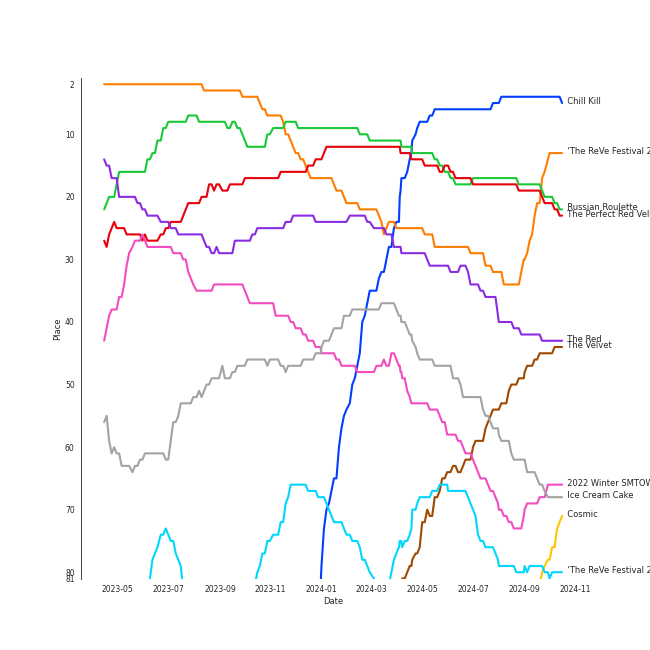 2
10
20
30
40
50
60
70
80
81
Place
2023-05
2023-07
2023-09
2023-11
2024-01
2024-03
2024-05
2024-07
2024-09
2024-11
Date
Chill Kill
'The ReVe Festival 2
Russian Roulette
The Perfect Red Vel
The Red
The Velvet
2022 Winter SMTOW
Ice Cream Cake
Cosmic
'The ReVe Festival 2